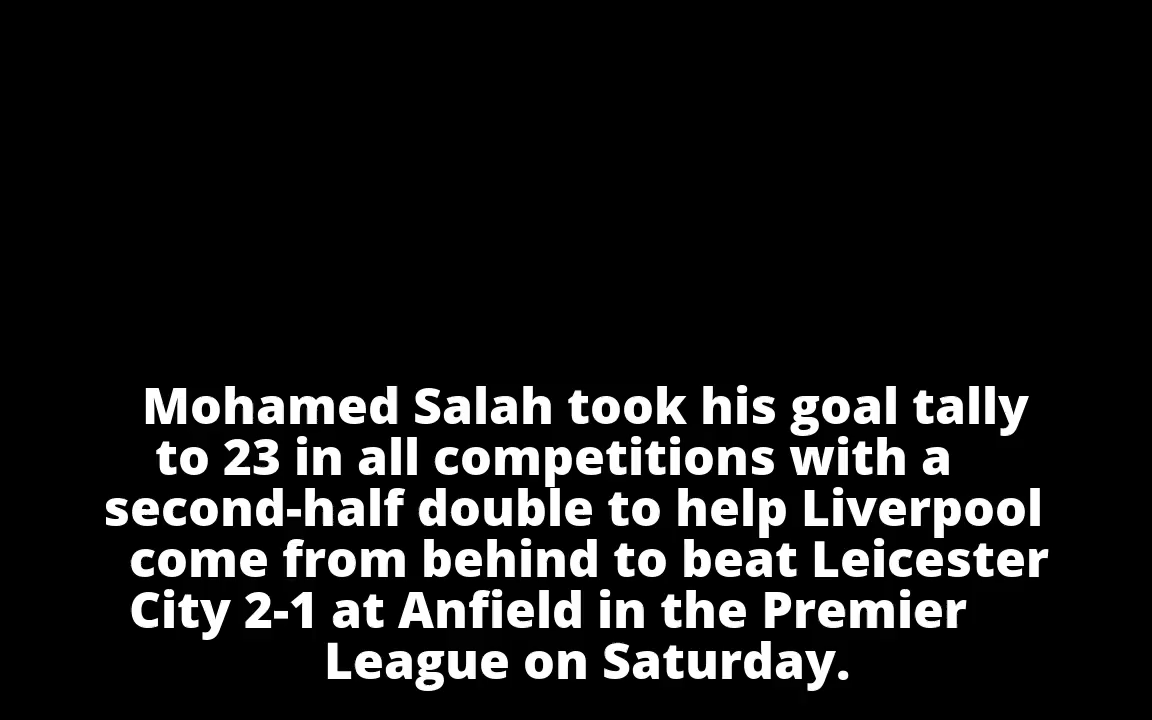 Mohamed Salah took his goal tally
to 23 in all competitions with a
second-half double to help Liverpool
come from behind to beat Leicester
City 2-1 at Anfield in the Premier
League on Saturday.